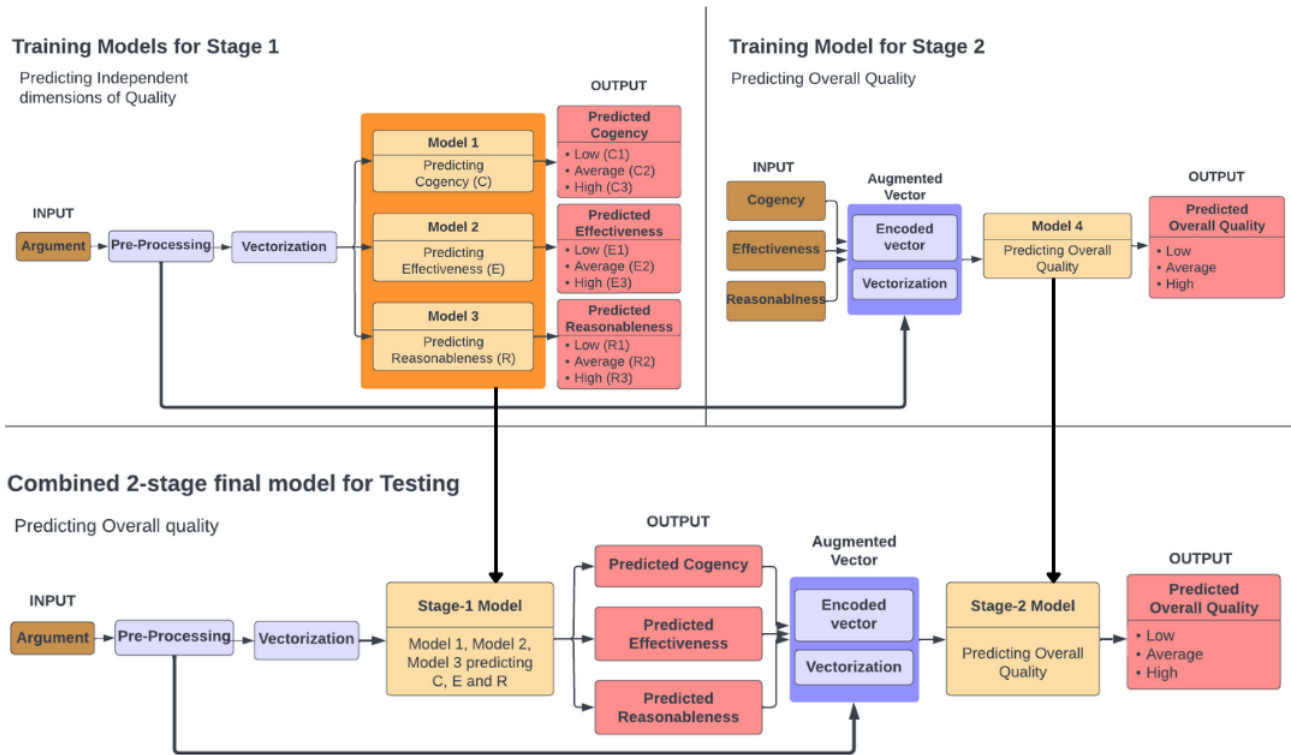 Training Models for Stage 1
Predicting Independent
dimensions of Quality
INPUT
Argument
Pre-Processing
Vectorization
Model 1
Predicting
Cogency (C)
Model 2
Predicting
Effectiveness (E)
Model 3
Predicting
Reasonableness (R)
OUTPUT
Predicted
Cogency
• Low (C1)
• Average (C2)
• High (C3)
Predicted
Effectiveness
• Low (E1)
• Average (E2)
• High (E3)
Predicted
Reasonableness
• Low (R1)
• Average (R2)
• High (R3)
Training Model for Stage 2
Predicting Overall Quality
INPUT
Cogency
Effectiveness
Reasonablness
Augmented
Vector
Encoded
vector
Vectorization
Model 4
Predicting Overall
Quality
OUTPUT
Predicted
Overall Quality
• Low
• Average
• High
Combined 2-stage final model for Testing
Predicting Overall quality
INPUT
Argument
Pre-Processing
Vectorization
Stage-1 Model
Model 1, Model 2,
Model 3 predicting
C, E and R
OUTPUT
Predicted Cogency
Predicted
Effectiveness
Predicted
Reasonableness
Augmented
Vector
Encoded
vector
Vectorization
Stage-2 Model
Predicting Overall
Quality
OUTPUT
Predicted
Overall Quality
• Low
• Average
• High